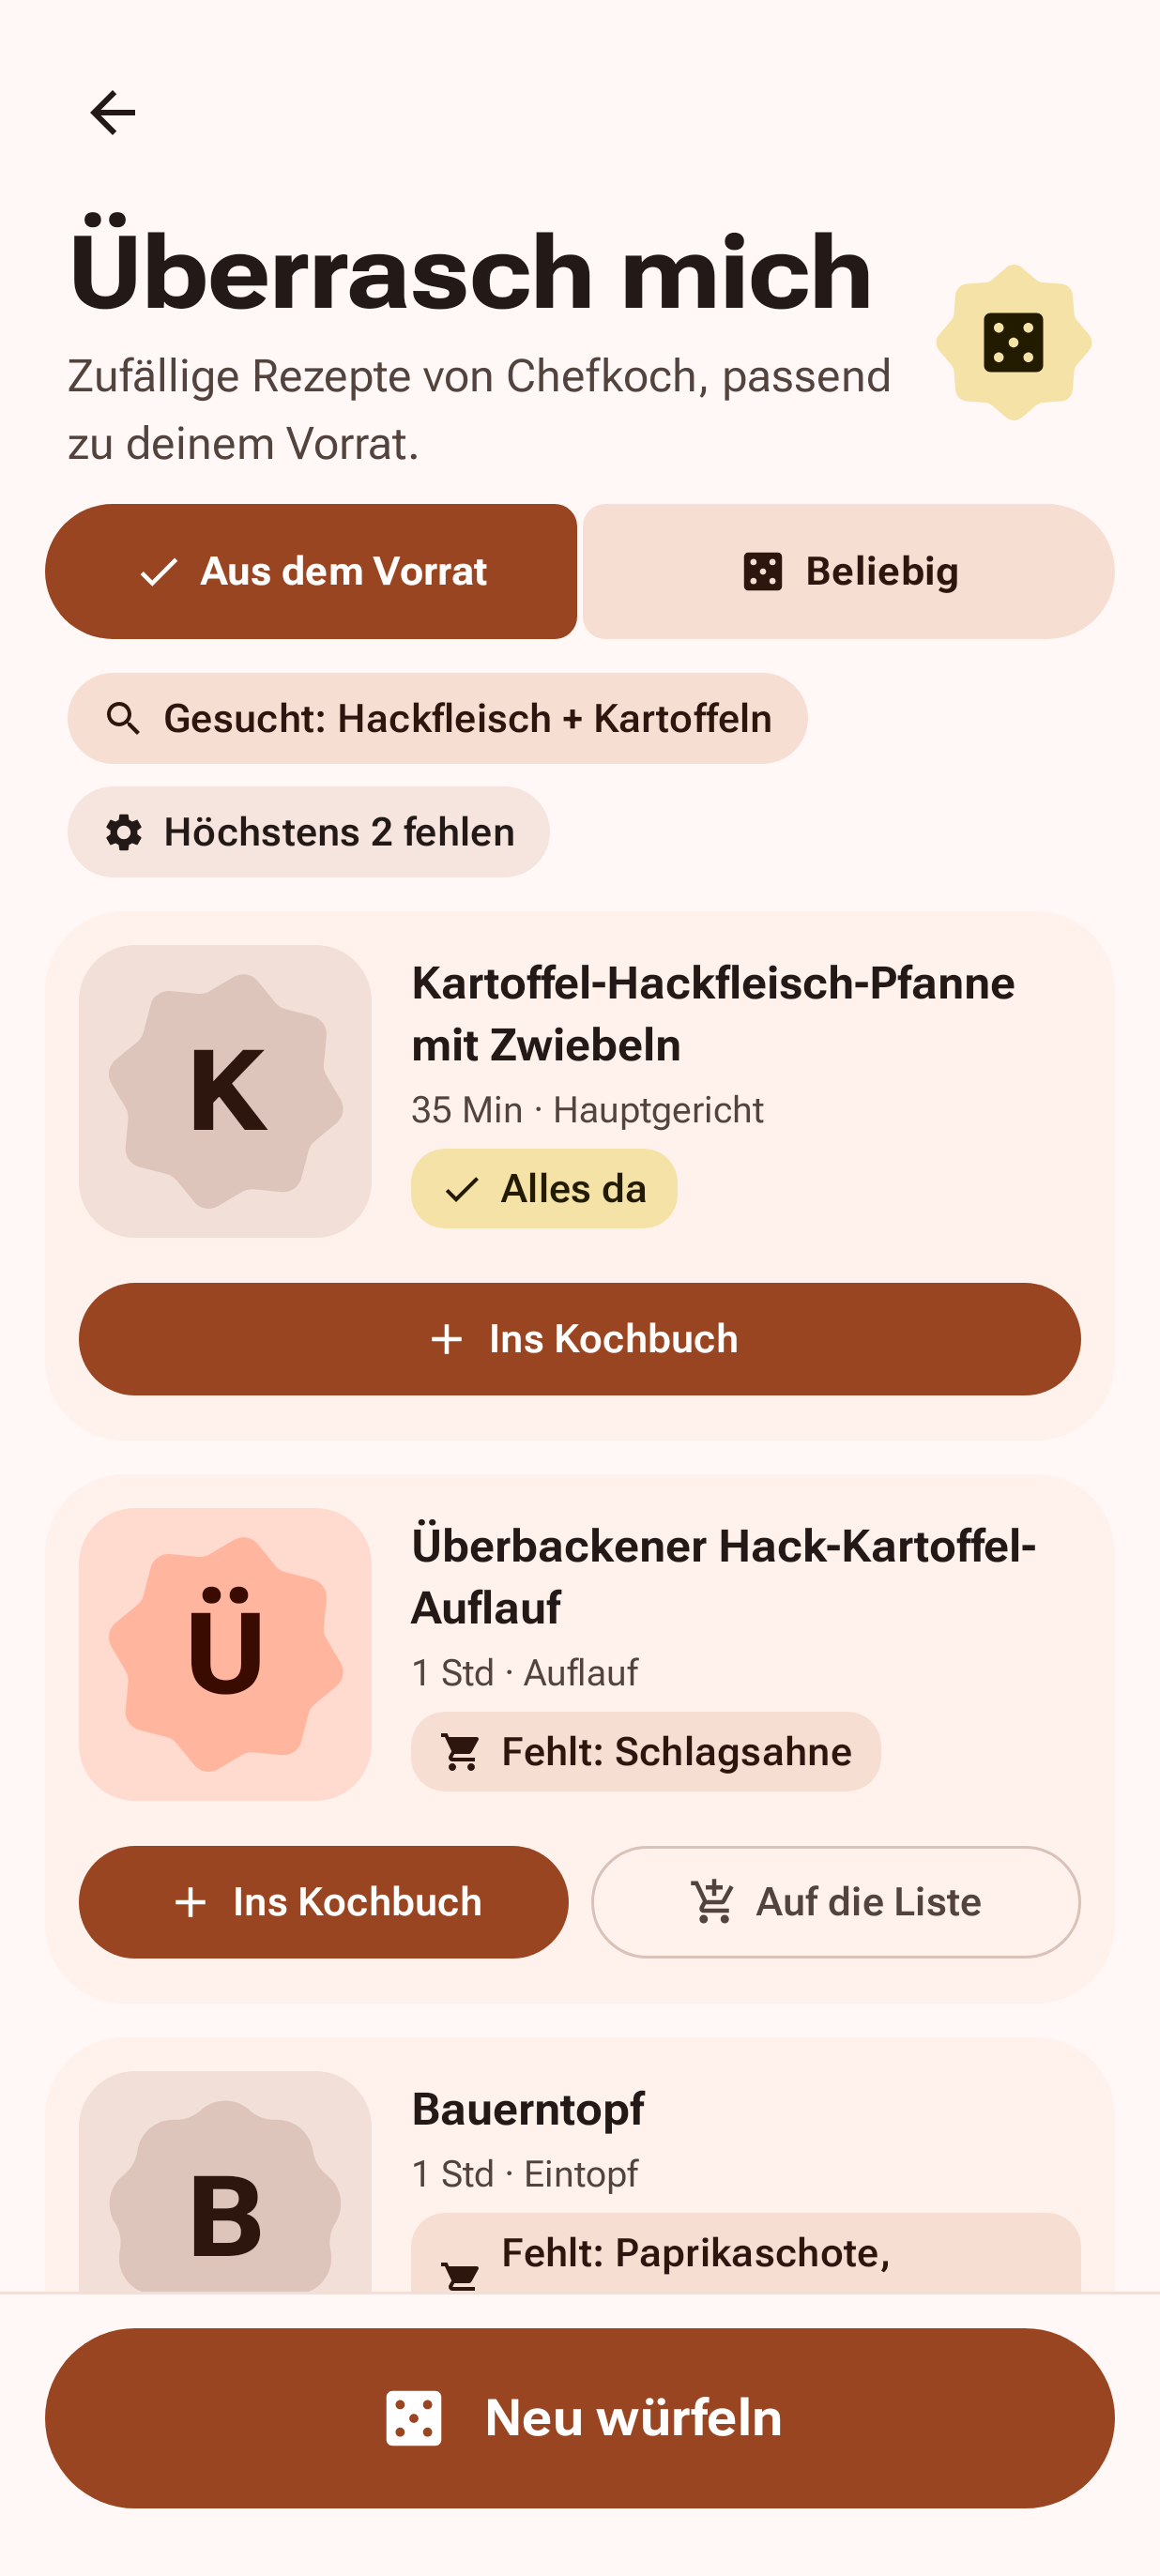 Überrasch mich
Zufällige Rezepte von Chefkoch, passend
zu deinem Vorrat.
Aus dem Vorrat
Beliebig
Gesucht: Hackfleisch + Kartoffeln
Höchstens 2 fehlen
K
Kartoffel-Hackfleisch-Pfanne
mit Zwiebeln
35 Min · Hauptgericht
Alles da
Ins Kochbuch
Ü
Überbackener Hack-Kartoffel-
Auflauf
1 Std · Auflauf
Fehlt: Schlagsahne
Ins Kochbuch
Auf die Liste
B
Bauerntopf
1 Std · Eintopf
Fehlt: Paprikaschote,
Neu würfeln